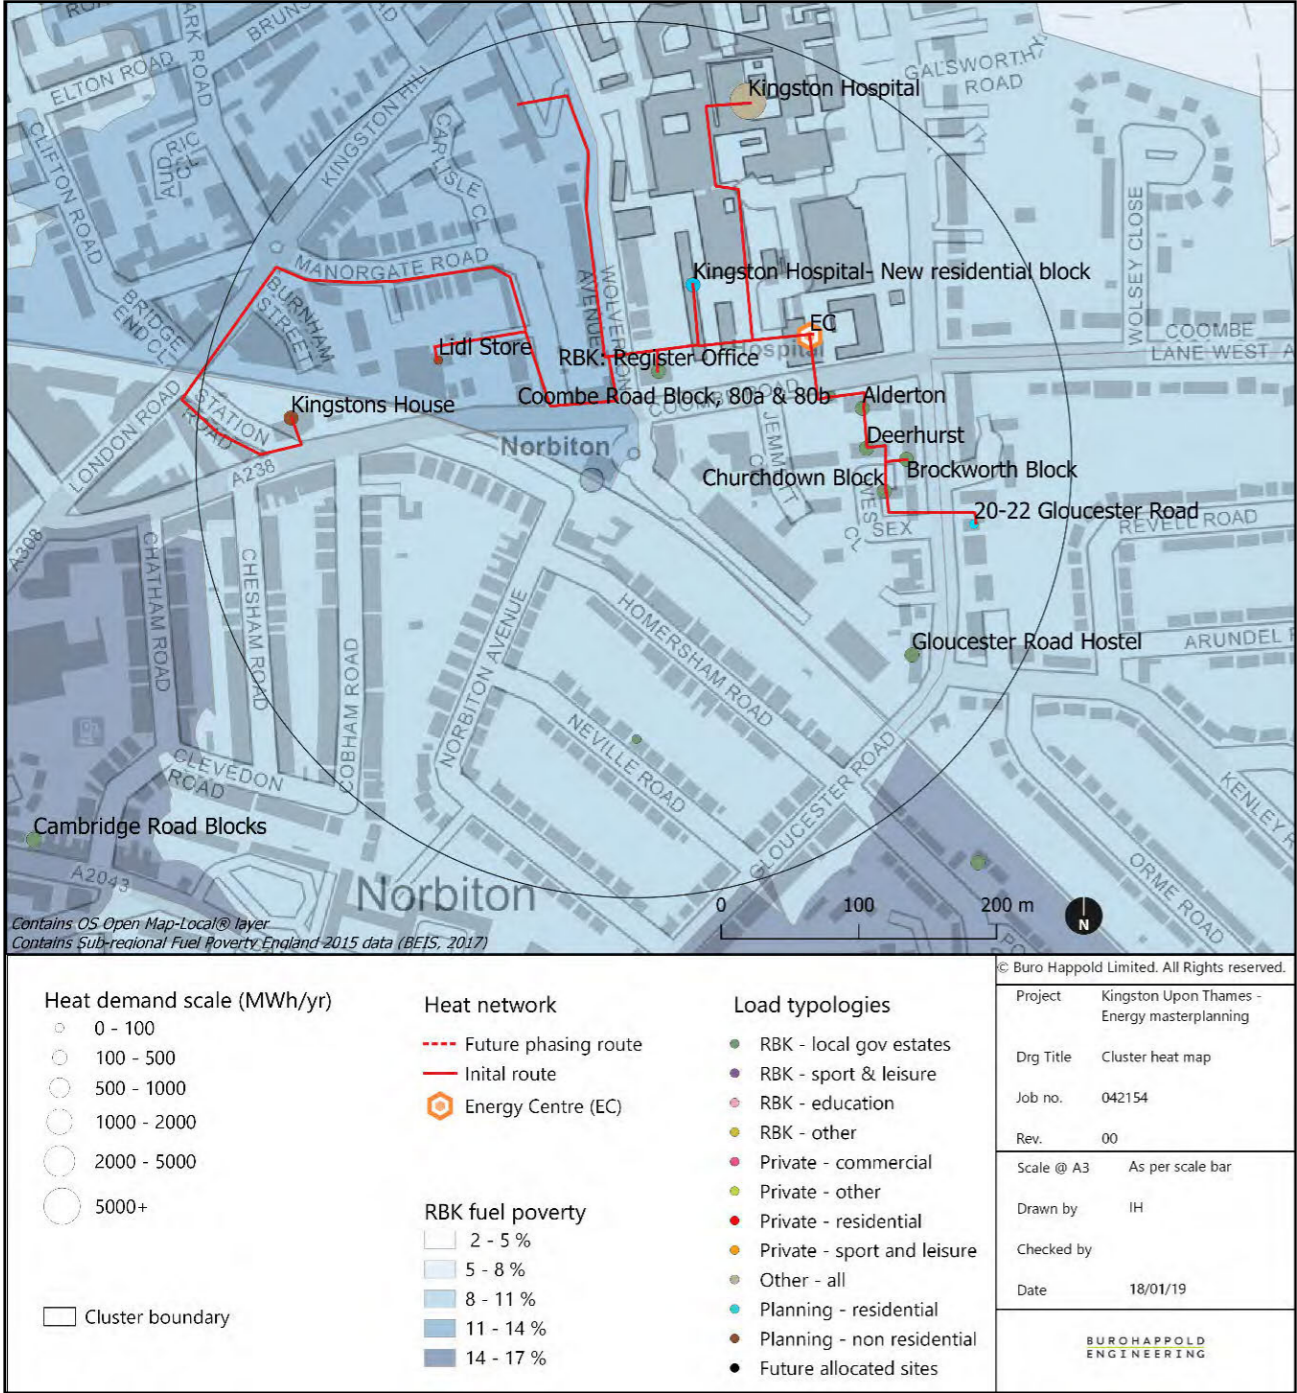 ELTON ROAD
PARK ROAD
KINGSTON HILL
CLIFTON ROAD
CARLISLE CL
GALSWORTHY
ROAD
Kingston Hospital
WOLSEY CLOSE
MANORGATE ROAD
WOLVERTON
AVENUE
Kingston Hospital- New residential block
BRIDGE
END CL
BURNHAM
STREET
EC
Hospital
COOMBE
LANE WEST A
Lidl Store
RBK: Register Office
LONDON ROAD
STATION
ROAD
Kingstons House
Coombe Road Block, 80a & 80b
Alderton
Norbiton
Deerhurst
A238
Churchdown Block
Brockworth Block
20-22 Gloucester Road
REVELL ROAD
A308
CHATHAM ROAD
CHESHAM ROAD
COBHAM ROAD
NORBITON AVENUE
HOMERSHAM ROAD
NEVILLE ROAD
Gloucester Road Hostel
ARUNDEL R
CLEVEDON
ROAD
GLOUCESTER ROAD
KENLEY R
ORME ROAD
Cambridge Road Blocks
A2043
Norbiton
0 100 200 m
N
Contains OS Open Map-Local® layer
Contains Sub-regional Fuel Poverty England 2015 data (BEIS, 2017)
Heat demand scale (MWh/yr)
0 - 100
100 - 500
500 - 1000
1000 - 2000
2000 - 5000
5000+
Cluster boundary
Heat network
Future phasing route
Inital route
Energy Centre (EC)
RBK fuel poverty
2 - 5 %
5 - 8 %
8 - 11 %
11 - 14 %
14 - 17 %
Load typologies
RBK - local gov estates
RBK - sport & leisure
RBK - education
RBK - other
Private - commercial
Private - other
Private - residential
Private - sport and leisure
Other - all
Planning - residential
Planning - non residential
Future allocated sites
© Buro Happold Limited. All Rights reserved.
Project Kingston Upon Thames -
Energy masterplanning
Drg Title Cluster heat map
Job no. 042154
Rev. 00
Scale @ A3 As per scale bar
Drawn by IH
Checked by
Date 18/01/19
BUROHAPPOLD
ENGINEERING